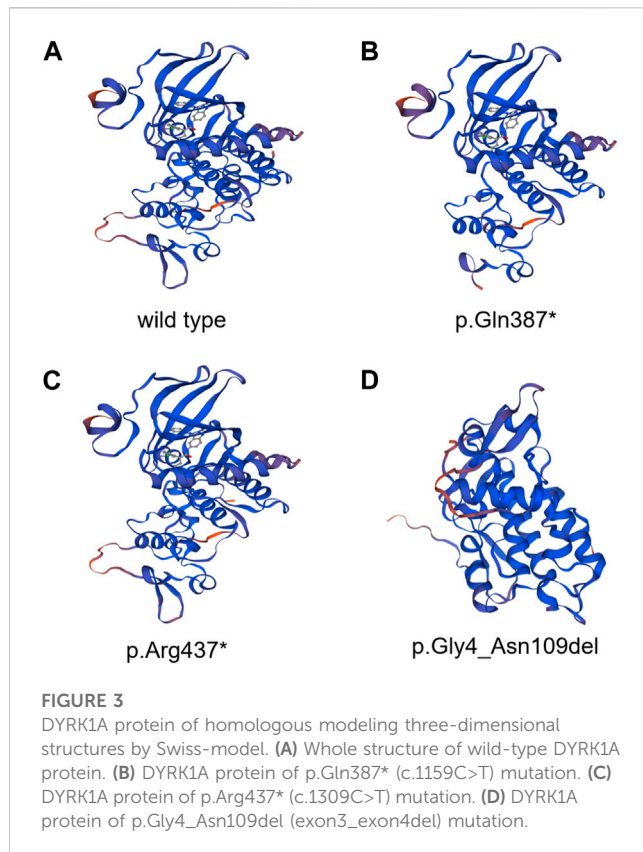 A
B
wild type
p.Gln387*
C
D
p.Arg437*
p.Gly4_Asn109del
FIGURE 3
DYRK1A protein of homologous modeling three-dimensional
structures by Swiss-model. (A) Whole structure of wild-type DYRK1A
protein. (B) DYRK1A protein of p.Gln387* (c.1159C>T) mutation. (C)
DYRK1A protein of p.Arg437* (c.1309C>T) mutation. (D) DYRK1A
protein of p.Gly4_Asn109del (exon3_exon4del) mutation.